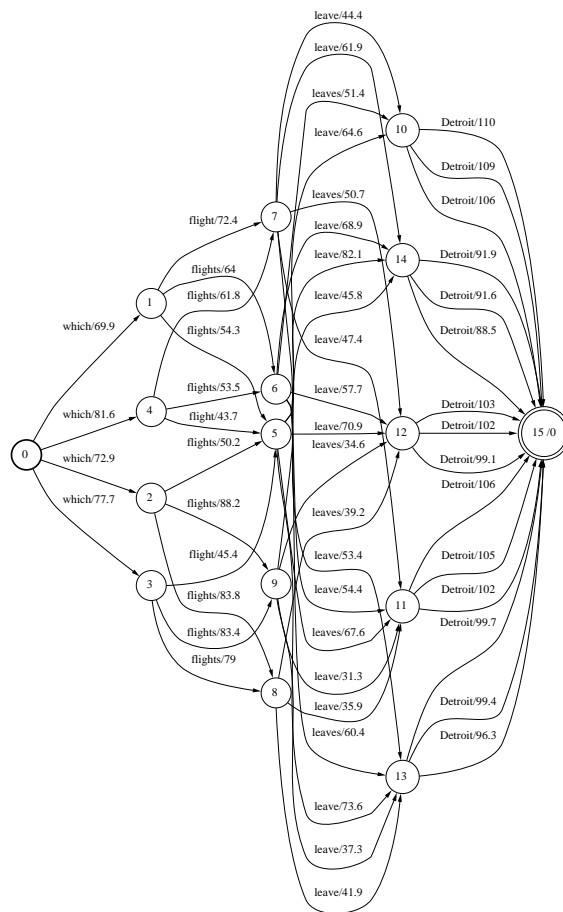 leave/44.4
leave/61.9
leaves/51.4
10
Detroit/110
leave/64.6
Detroit/109
Detroit/106
flight/72.4
7
leaves/50.7
leaves/68.9
14
Detroit/91.9
leave/82.1
flights/64
Detroit/91.6
leave/45.8
1
flights/61.8
which/69.9
flights/54.3
Detroit/88.5
leave/47.4
flights/53.5
6
leave/57.7
Detroit/103
4
which/81.6
flights/43.7
5
leave/70.9
12
Detroit/102
15 /0
0
flights/50.2
leaves/34.6
Detroit/99.1
which/72.9
2
flights/88.2
Detroit/106
which/77.7
leaves/39.2
flights/45.4
leave/53.4
Detroit/105
3
9
flights/83.8
leave/54.4
11
Detroit/102
flights/83.4
leaves/67.6
Detroit/99.7
flights/79
leave/31.3
8
leave/35.9
Detroit/99.4
leaves/60.4
Detroit/96.3
13
leave/73.6
leave/37.3
leave/41.9